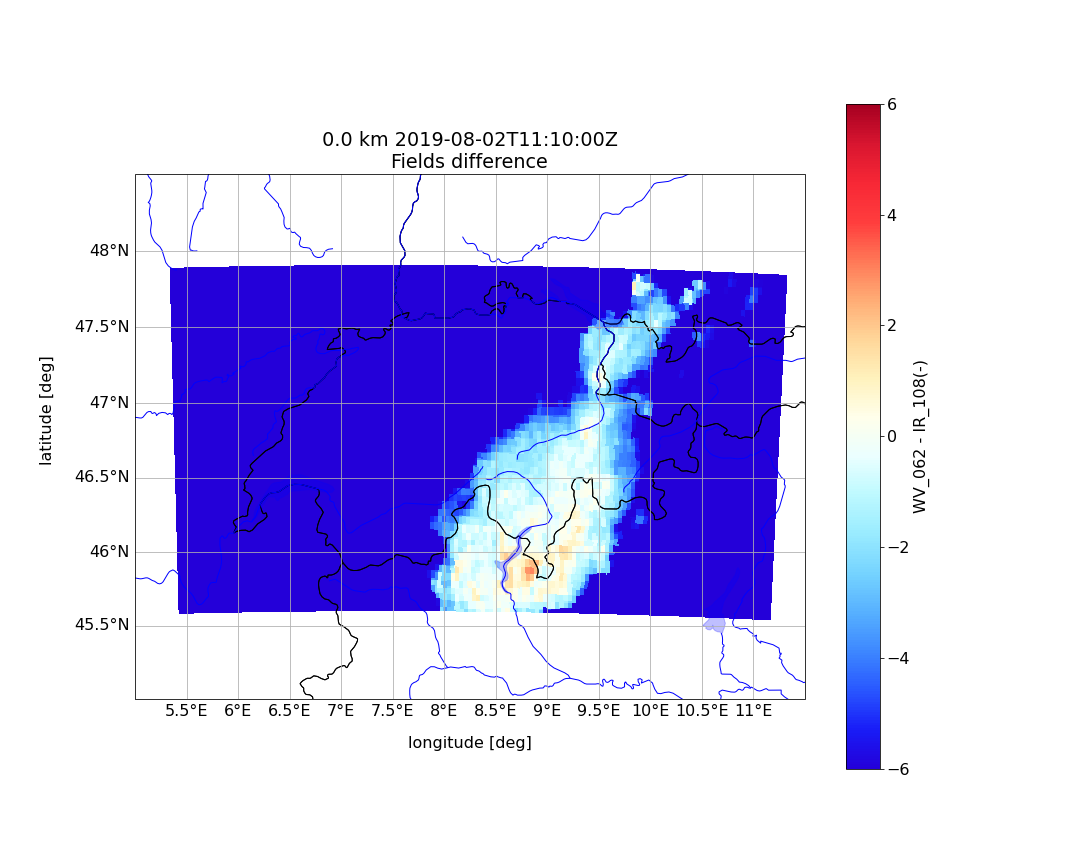 0.0 km 2019-08-02T11:10:00Z
Fields difference
48°N
47.5°N
47°N
46.5°N
46°N
45.5°N
latitude [deg]
5.5°E 6°E 6.5°E 7°E 7.5°E 8°E 8.5°E 9°E 9.5°E 10°E 10.5°E 11°E
longitude [deg]
6
4
2
0
−2
−4
−6
WV_062 - IR_108(-)